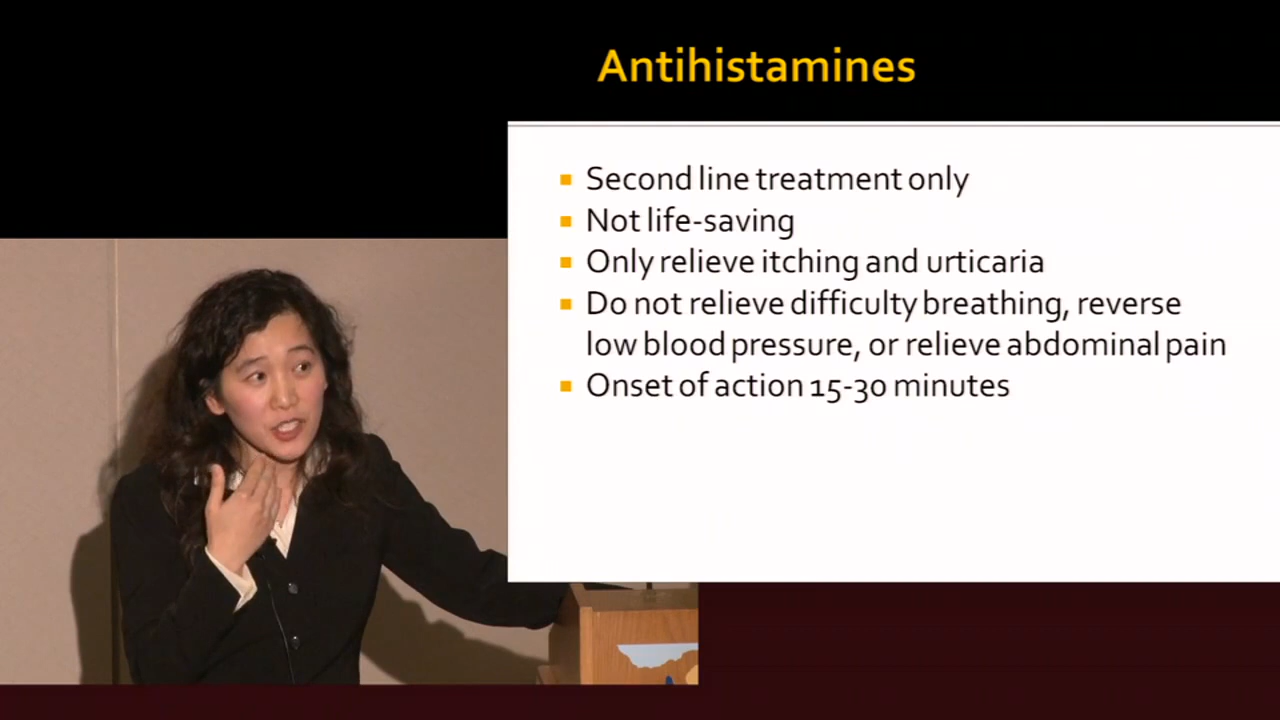 Antihistamines
Second line treatment only
Not life-saving
Only relieve itching and urticaria
Do not relieve difficulty breathing, reverse
low blood pressure, or relieve abdominal pain
Onset of action 15-30 minutes